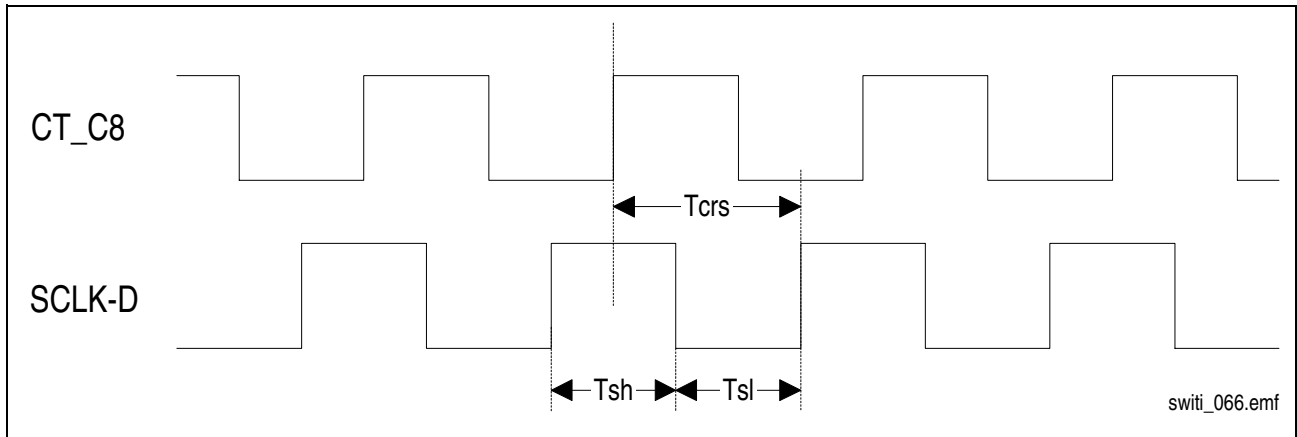 CT_C8
Tcrs
SCLK-D
Tsh Tsl
switi_066.emf